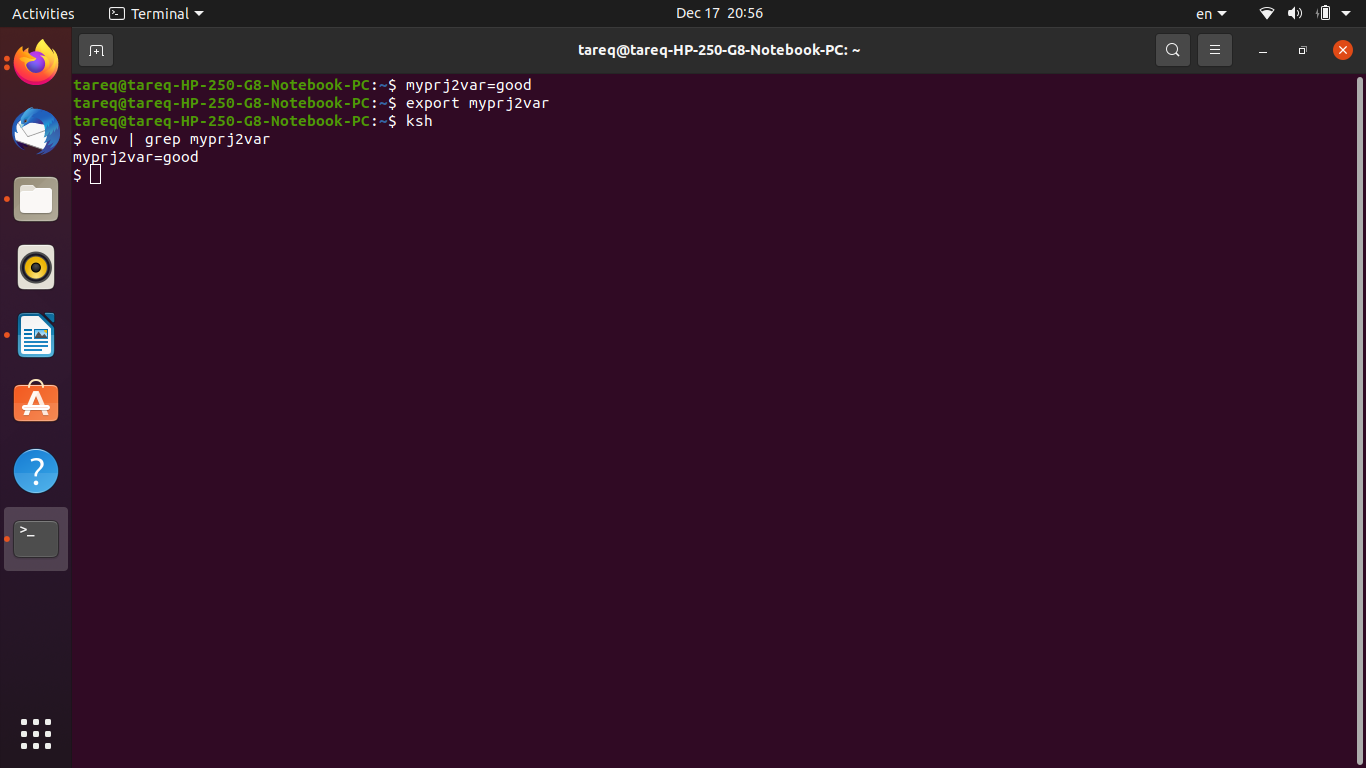 Activities
Terminal
Dec 17 20:56
en
tareq@tareq-HP-250-G8-Notebook-PC: ~
tareq@tareq-HP-250-G8-Notebook-PC:~$ myprj2var=good
tareq@tareq-HP-250-G8-Notebook-PC:~$ export myprj2var
tareq@tareq-HP-250-G8-Notebook-PC:~$ ksh
$ env | grep myprj2var
myprj2var=good
$